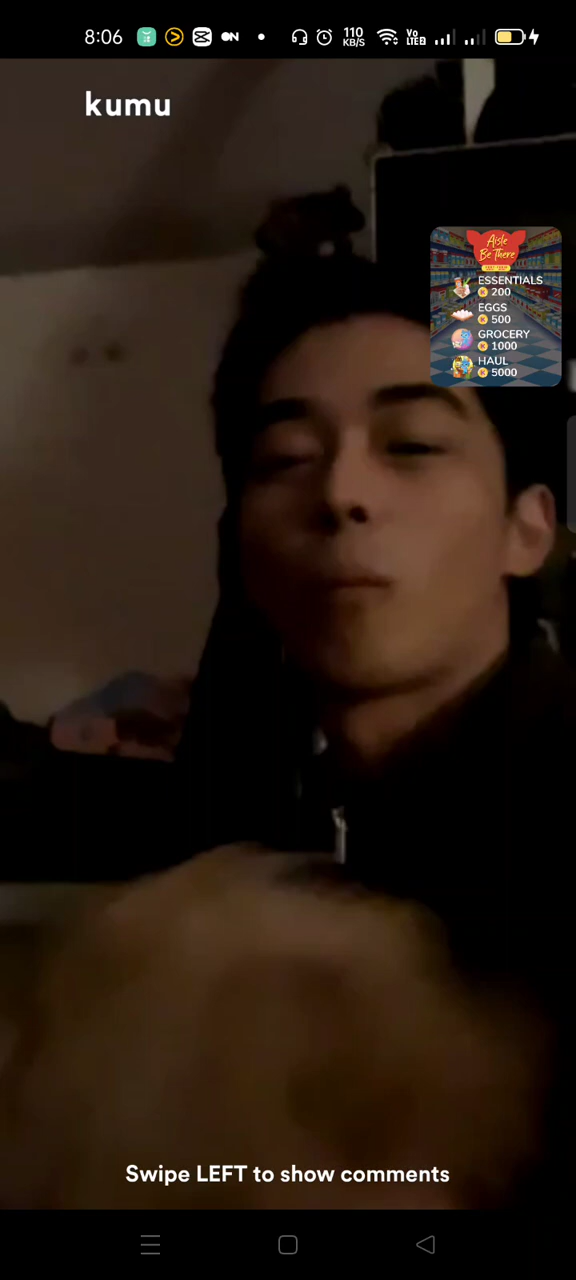 8:06
110
KB/S
Vo
LTE2
kumu
Aisle
Be There
ESSENTIALS
200
EGGS
500
GROCERY
1000
HAUL
5000
Swipe LEFT to show comments